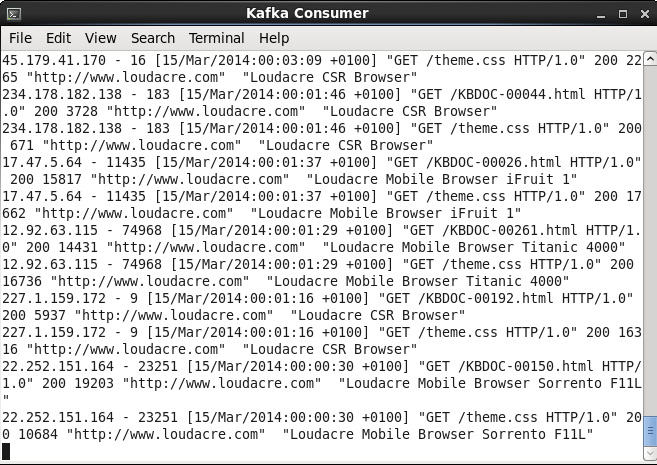 Kafka Consumer
File Edit View Search Terminal Help
45.179.41.170 - 16 [15/Mar/2014:00:03:09 +0100] "GET /theme.css HTTP/1.0" 200 22
65 "http://www.loudacre.com"  "Loudacre CSR Browser"
234.178.182.138 - 183 [15/Mar/2014:00:01:46 +0100] "GET /KBDOC-00044.html HTTP/1
.0" 200 3728 "http://www.loudacre.com"  "Loudacre CSR Browser"
234.178.182.138 - 183 [15/Mar/2014:00:01:46 +0100] "GET /theme.css HTTP/1.0" 200
 671 "http://www.loudacre.com"  "Loudacre CSR Browser"
17.47.5.64 - 11435 [15/Mar/2014:00:01:37 +0100] "GET /KBDOC-00026.html HTTP/1.0"
 200 15817 "http://www.loudacre.com"  "Loudacre Mobile Browser iFruit 1"
17.47.5.64 - 11435 [15/Mar/2014:00:01:37 +0100] "GET /theme.css HTTP/1.0" 200 17
662 "http://www.loudacre.com"  "Loudacre Mobile Browser iFruit 1"
12.92.63.115 - 74968 [15/Mar/2014:00:01:29 +0100] "GET /KBDOC-00261.html HTTP/1.
0" 200 14431 "http://www.loudacre.com"  "Loudacre Mobile Browser Titanic 4000"
12.92.63.115 - 74968 [15/Mar/2014:00:01:29 +0100] "GET /theme.css HTTP/1.0" 200
16736 "http://www.loudacre.com"  "Loudacre Mobile Browser Titanic 4000"
227.1.159.172 - 9 [15/Mar/2014:00:01:16 +0100] "GET /KBDOC-00192.html HTTP/1.0"
200 5937 "http://www.loudacre.com"  "Loudacre CSR Browser"
227.1.159.172 - 9 [15/Mar/2014:00:01:16 +0100] "GET /theme.css HTTP/1.0" 200 163
16 "http://www.loudacre.com"  "Loudacre CSR Browser"
22.252.151.164 - 23251 [15/Mar/2014:00:00:30 +0100] "GET /KBDOC-00150.html HTTP/
1.0" 200 19203 "http://www.loudacre.com"  "Loudacre Mobile Browser Sorrento F11L
"
22.252.151.164 - 23251 [15/Mar/2014:00:00:30 +0100] "GET /theme.css HTTP/1.0" 20
0 10684 "http://www.loudacre.com"  "Loudacre Mobile Browser Sorrento F11L"